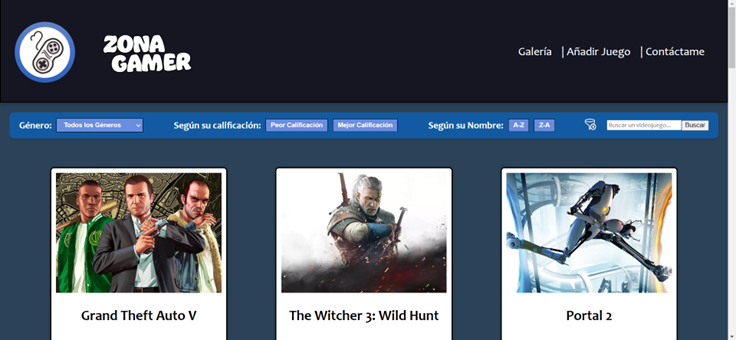 ZONA
GAMER
Galería | Añadir Juego | Contáctame
Género: Todos los Géneros Según su calificación: Peor Calificación Mejor Calificación Según su Nombre: A-Z Z-A Buscar un videojuego... Buscar
Grand Theft Auto V The Witcher 3: Wild Hunt Portal 2